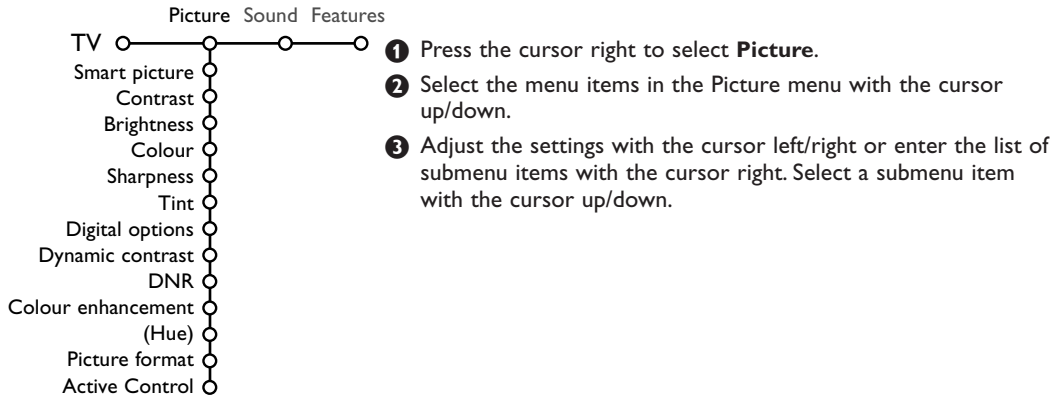 Picture Sound Features
TV
Smart picture
Contrast
Brightness
Colour
Sharpness
Tint
Digital options
Dynamic contrast
DNR
Colour enhancement
(Hue)
Picture format
Active Control
1 Press the cursor right to select Picture.
2 Select the menu items in the Picture menu with the cursor
up/down.
3 Adjust the settings with the cursor left/right or enter the list of
submenu items with the cursor right. Select a submenu item
with the cursor up/down.